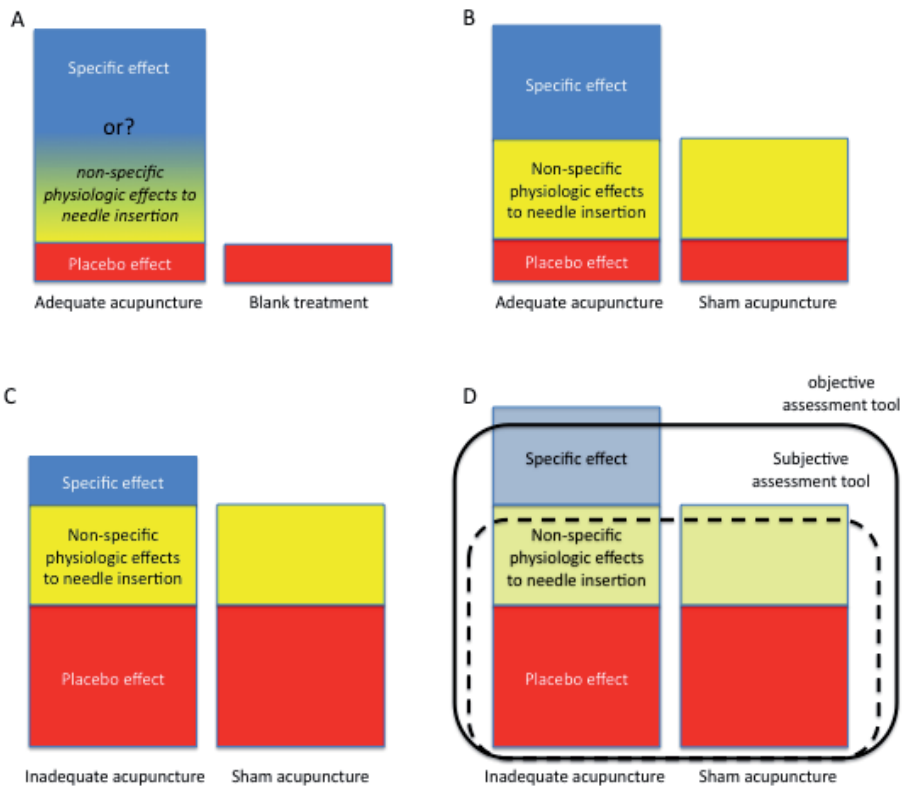 A
Specific effect
or?
non-specific
physiologic effects to
needle insertion
Placebo effect
Adequate acupuncture
Blank treatment
B
Specific effect
Non-specific
physiologic effects
to needle insertion
Placebo effect
Adequate acupuncture
Sham acupuncture
C
Specific effect
Non-specific
physiologic effects
to needle insertion
Placebo effect
Inadequate acupuncture
Sham acupuncture
D
objective
assessment tool
Specific effect
Subjective
assessment tool
Non-specific
physiologic effects
to needle insertion
Placebo effect
Inadequate acupuncture
Sham acupuncture